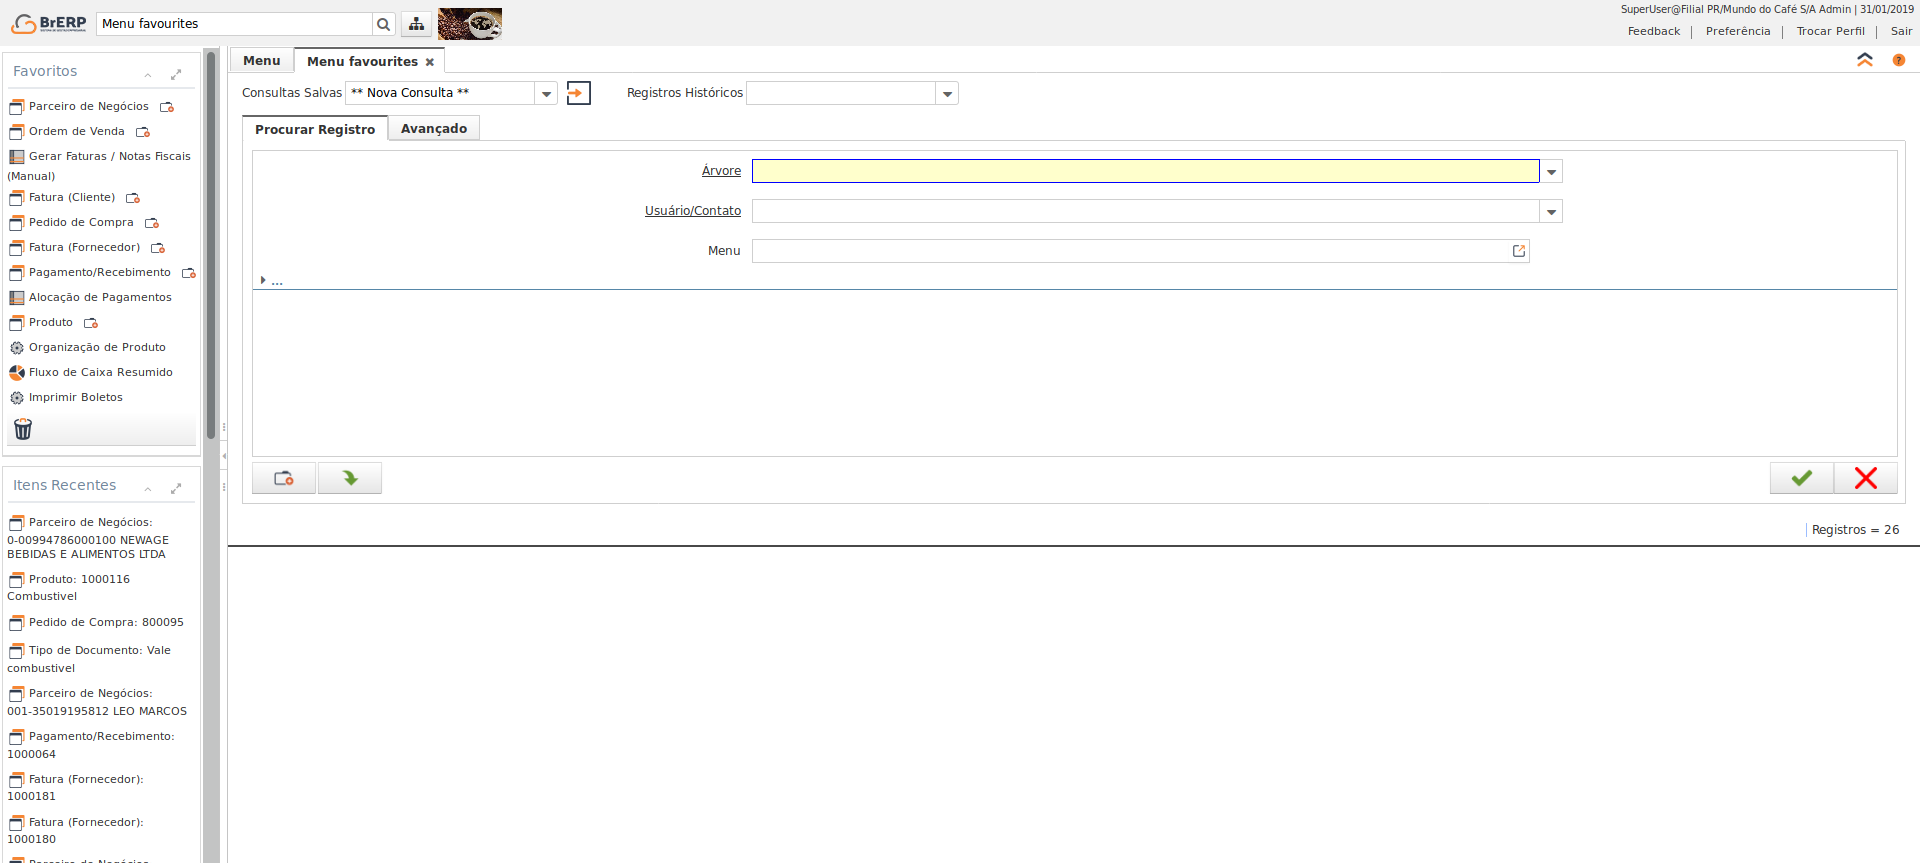 BrERP
Menu favourites
SuperUser@Filial PR/Mundo do Café S/A Admin | 31/01/2019
Feedback | Preferência | Trocar Perfil | Sair
Favoritos
Parceiro de Negócios
Ordem de Venda
Gerar Faturas / Notas Fiscais
(Manual)
Fatura (Cliente)
Pedido de Compra
Fatura (Fornecedor)
Pagamento/Recebimento
Alocação de Pagamentos
Produto
Organização de Produto
Fluxo de Caixa Resumido
Imprimir Boletos
Itens Recentes
Parceiro de Negócios:
0-00994786000100 NEWAGE
BEBIDAS E ALIMENTOS LTDA
Produto: 1000116
Combustivel
Pedido de Compra: 800095
Tipo de Documento: Vale
combustivel
Parceiro de Negócios:
001-35019195812 LEO MARCOS
Pagamento/Recebimento:
1000064
Fatura (Fornecedor):
1000181
Fatura (Fornecedor):
1000180
Parceiro de Negócios
Menu
Menu favourites
Consultas Salvas ** Nova Consulta **
Registros Históricos
Procurar Registro
Avançado
Árvore
Usuário/Contato
Menu
...
Registros = 26